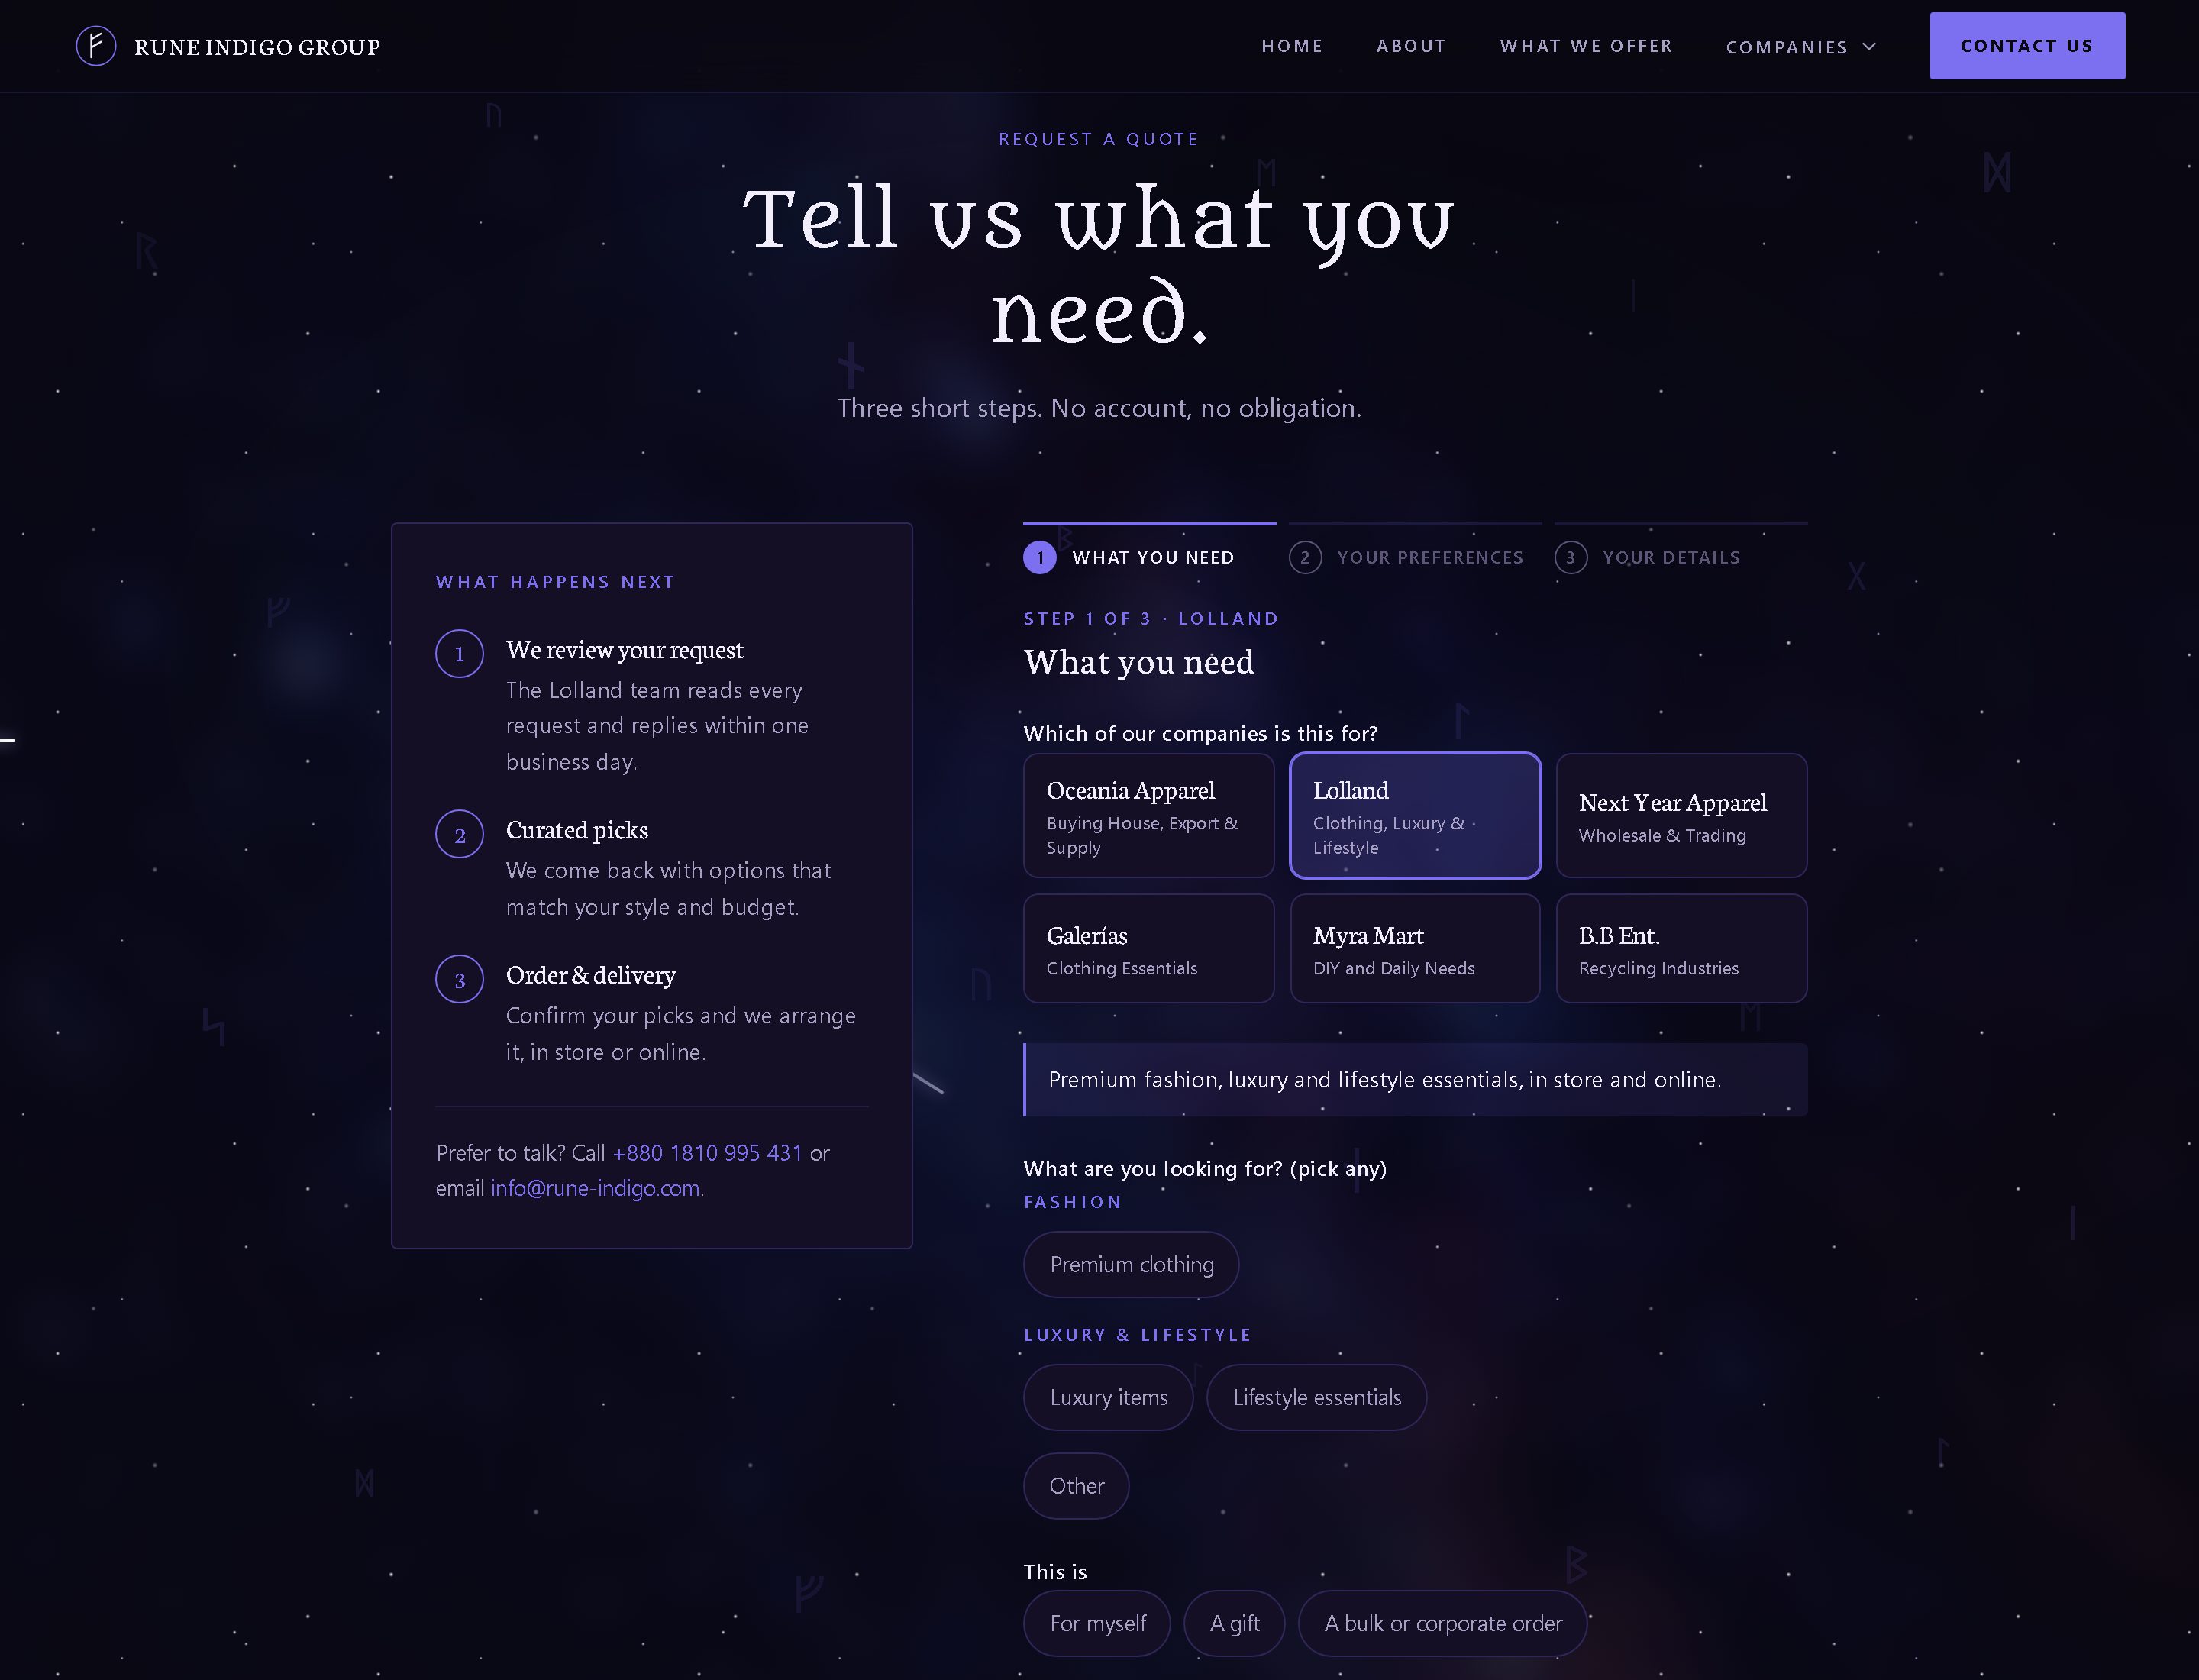 RUNE INDIGO GROUP
HOME
ABOUT
WHAT WE OFFER
COMPANIES
CONTACT US
REQUEST A QUOTE
Tell us what you
need.
Three short steps. No account, no obligation.
WHAT HAPPENS NEXT
1
We review your request
The Lolland team reads every
request and replies within one
business day.
2
Curated picks
We come back with options that
match your style and budget.
3
Order & delivery
Confirm your picks and we arrange
it, in store or online.
Prefer to talk? Call +880 1810 995 431 or
email info@rune-indigo.com.
1 WHAT YOU NEED
2 YOUR PREFERENCES
3 YOUR DETAILS
STEP 1 OF 3 · LOLLAND
What you need
Which of our companies is this for?
Oceania Apparel
Buying House, Export &
Supply
Lolland
Clothing, Luxury &
Lifestyle
Next Year Apparel
Wholesale & Trading
Galerías
Clothing Essentials
Myra Mart
DIY and Daily Needs
B.B Ent.
Recycling Industries
Premium fashion, luxury and lifestyle essentials, in store and online.
What are you looking for? (pick any)
FASHION
Premium clothing
LUXURY & LIFESTYLE
Luxury items
Lifestyle essentials
Other
This is
For myself
A gift
A bulk or corporate order